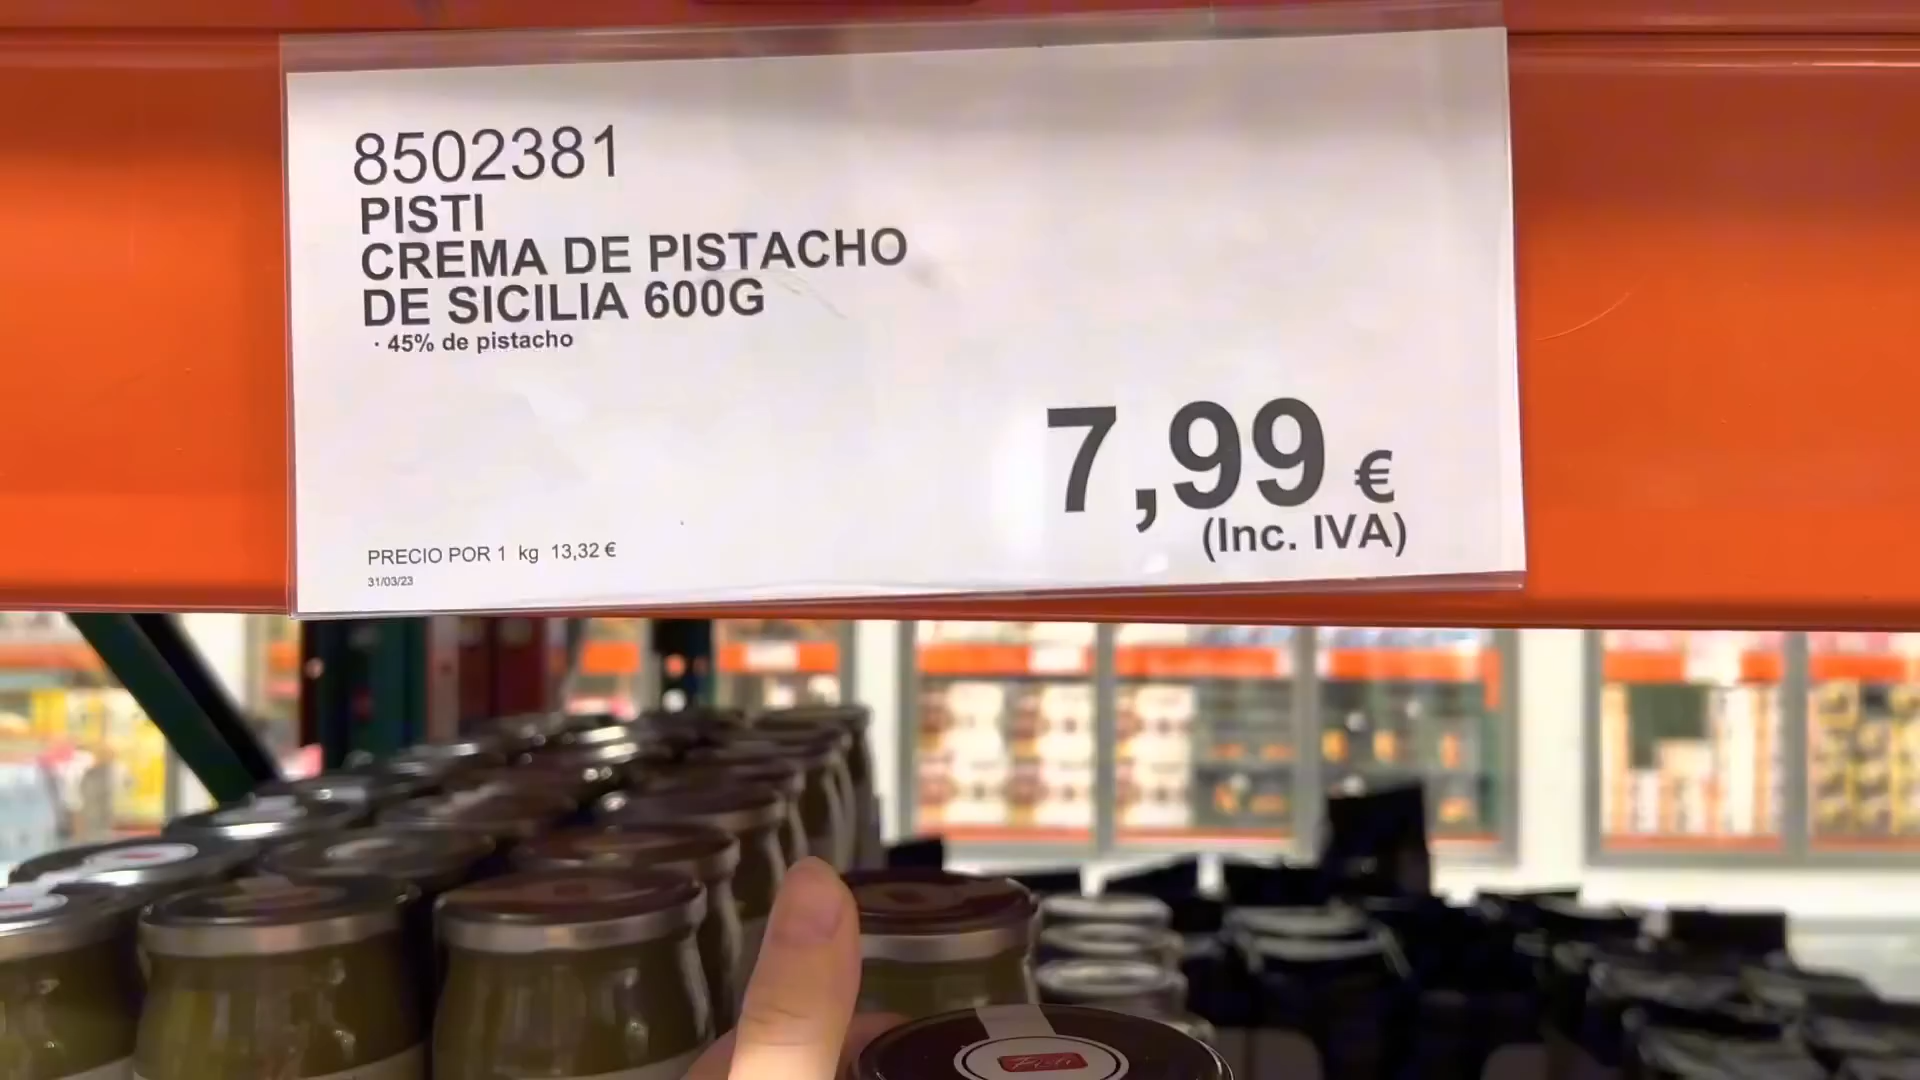 8502381
PISTI
CREMA DE PISTACHO
DE SICILIA 600G
· 45% de pistacho
7,99 €
(Inc. IVA)
PRECIO POR 1 kg 13,32 €
31/03/23
Pisti